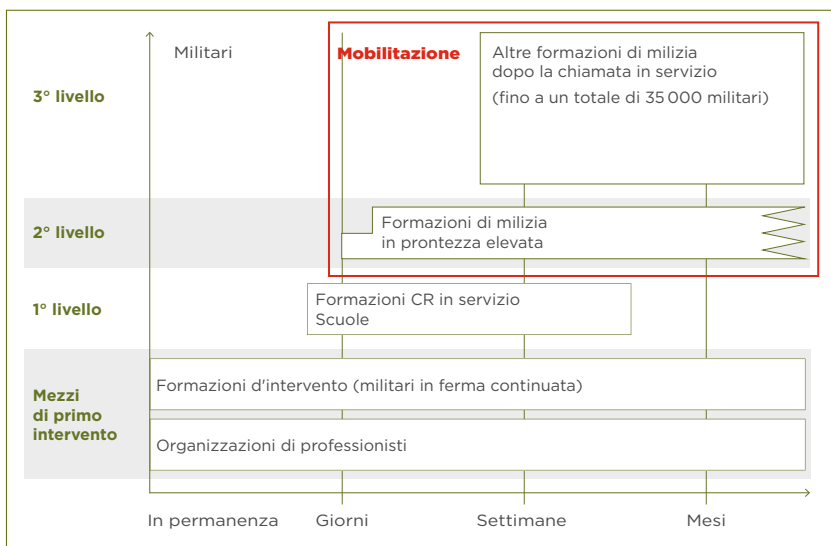 Militari
Mobilitazione
Altre formazioni di milizia
dopo la chiamata in servizio
(fino a un totale di 35 000 militari)
3° livello
2° livello
Formazioni di milizia
in prontezza elevata
1° livello
Formazioni CR in servizio
Scuole
Mezzi
di primo
intervento
Formazioni d'intervento (militari in ferma continuata)
Organizzazioni di professionisti
In permanenza
Giorni
Settimane
Mesi